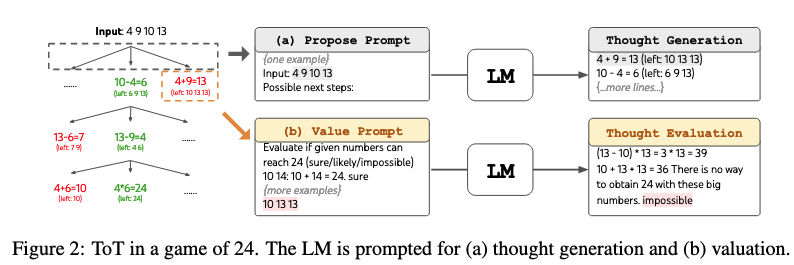 Input: 4 9 10 13
......
10-4=6
(left: 6 9 13)
4+9=13
(left: 10 13 13)
13-6=7
(left: 7 9)
13-9=4
(left: 4 6)
......
4+6=10
(left: 10)
4*6=24
(left: 24)
......
(a) Propose Prompt
{one example}
Input: 4 9 10 13
Possible next steps:
LM
Thought Generation
4 + 9 = 13 (left: 10 13 13)
10 - 4 = 6 (left: 6 9 13)
{...more lines...}
(b) Value Prompt
Evaluate if given numbers can
reach 24 (sure/likely/impossible)
10 14: 10 + 14 = 24. sure
{more examples}
10 13 13
LM
Thought Evaluation
(13 - 10) * 13 = 3 * 13 = 39
10 + 13 + 13 = 36 There is no way
to obtain 24 with these big
numbers. impossible
Figure 2: ToT in a game of 24. The LM is prompted for (a) thought generation and (b) valuation.